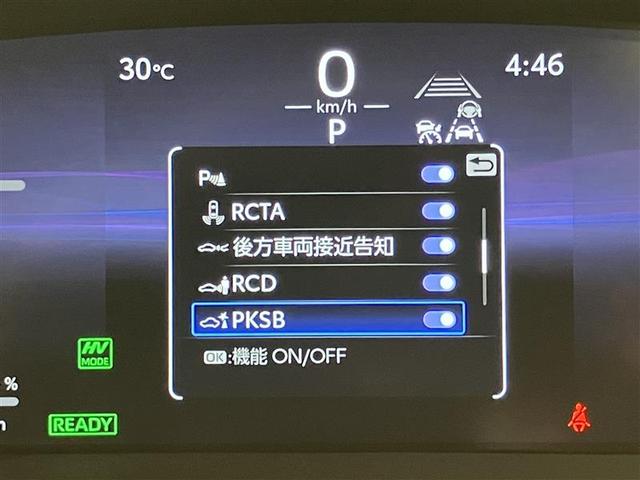 30℃
0
km/h
P
4:46
P
RCTA
後方車両接近告知
RCD
PKSB
OK:機能 ON/OFF
HV
MODE
%
READY